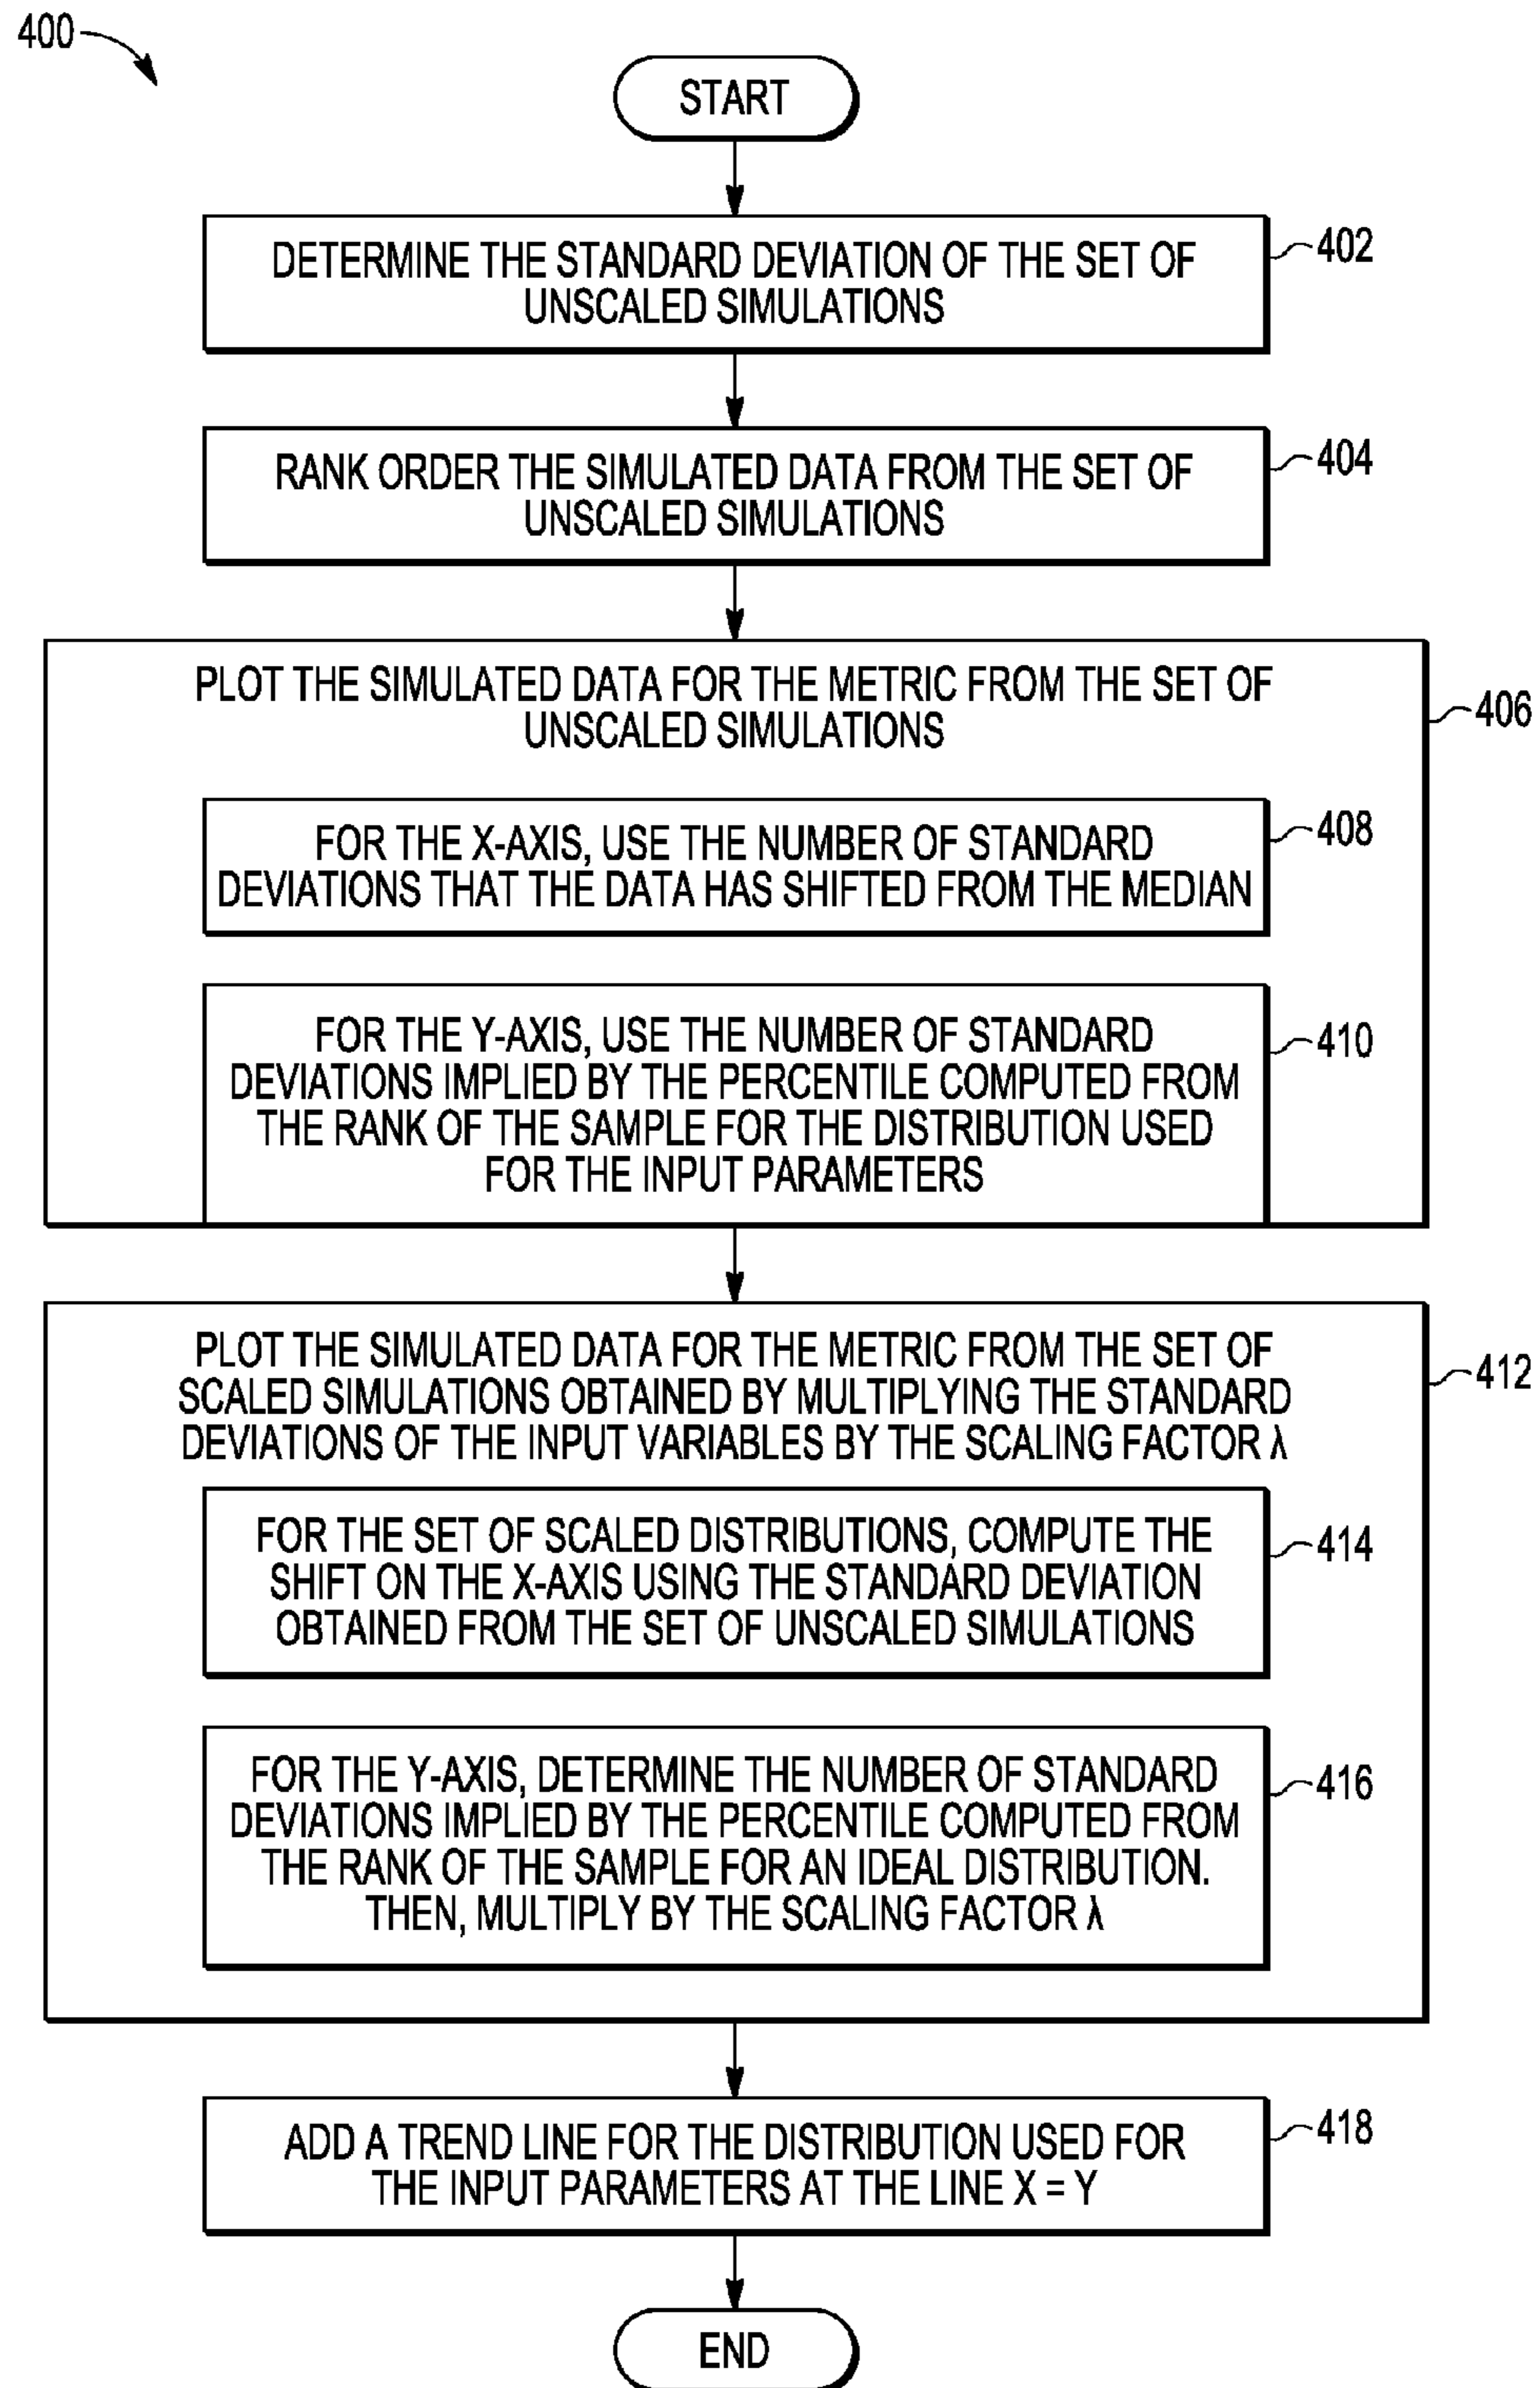 400
START
DETERMINE THE STANDARD DEVIATION OF THE SET OF
UNSCALED SIMULATIONS
402
RANK ORDER THE SIMULATED DATA FROM THE SET OF
UNSCALED SIMULATIONS
404
PLOT THE SIMULATED DATA FOR THE METRIC FROM THE SET OF
UNSCALED SIMULATIONS
406
FOR THE X-AXIS, USE THE NUMBER OF STANDARD
DEVIATIONS THAT THE DATA HAS SHIFTED FROM THE MEDIAN
408
FOR THE Y-AXIS, USE THE NUMBER OF STANDARD
DEVIATIONS IMPLIED BY THE PERCENTILE COMPUTED FROM
THE RANK OF THE SAMPLE FOR THE DISTRIBUTION USED
FOR THE INPUT PARAMETERS
410
PLOT THE SIMULATED DATA FOR THE METRIC FROM THE SET OF
SCALED SIMULATIONS OBTAINED BY MULTIPLYING THE STANDARD
DEVIATIONS OF THE INPUT VARIABLES BY THE SCALING FACTOR λ
412
FOR THE SET OF SCALED DISTRIBUTIONS, COMPUTE THE
SHIFT ON THE X-AXIS USING THE STANDARD DEVIATION
OBTAINED FROM THE SET OF UNSCALED SIMULATIONS
414
FOR THE Y-AXIS, DETERMINE THE NUMBER OF STANDARD
DEVIATIONS IMPLIED BY THE PERCENTILE COMPUTED FROM
THE RANK OF THE SAMPLE FOR AN IDEAL DISTRIBUTION.
THEN, MULTIPLY BY THE SCALING FACTOR λ
416
ADD A TREND LINE FOR THE DISTRIBUTION USED FOR
THE INPUT PARAMETERS AT THE LINE X = Y
418
END